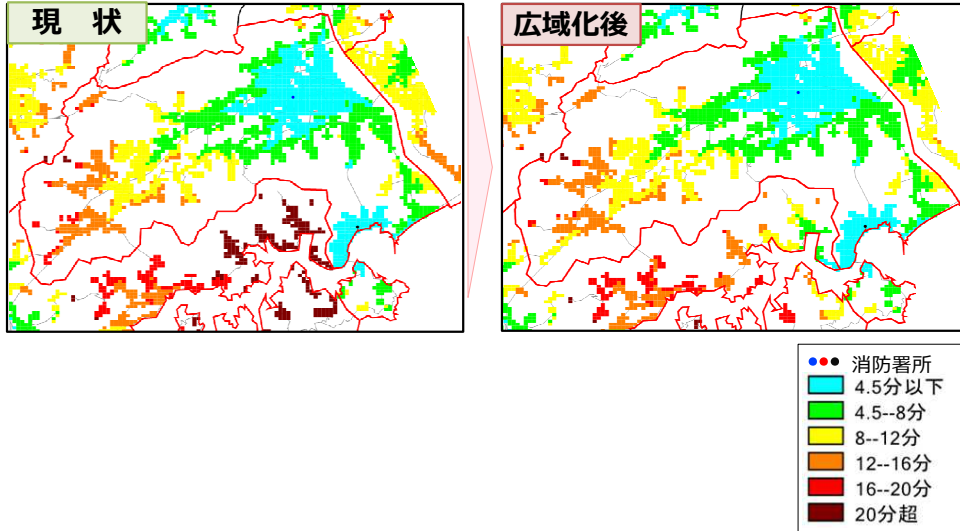 現 状
広域化後
消防署所
4.5分以下
4.5--8分
8--12分
12--16分
16--20分
20分超